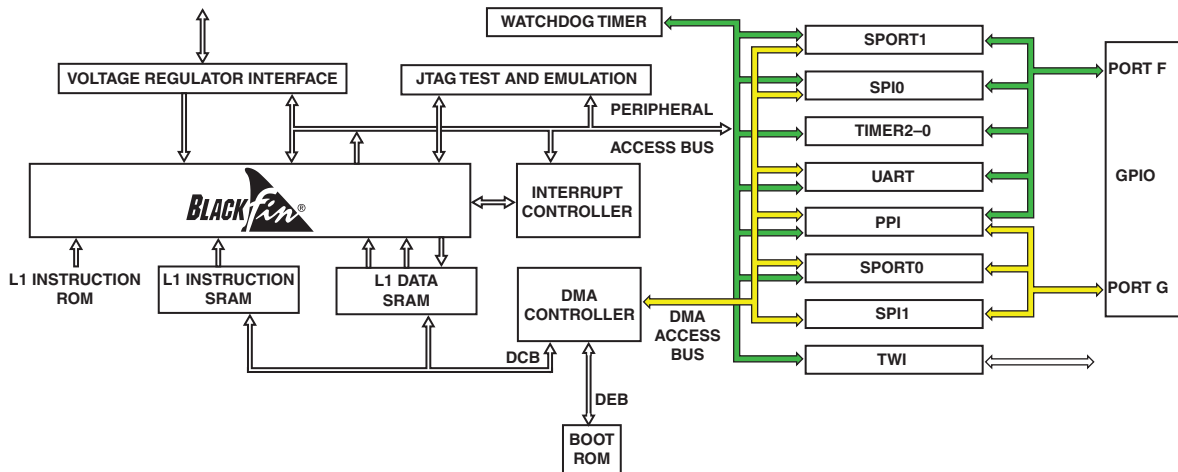 WATCHDOG TIMER
VOLTAGE REGULATOR INTERFACE
JTAG TEST AND EMULATION
PERIPHERAL
ACCESS BUS
BLACKfin®
INTERRUPT
CONTROLLER
L1 INSTRUCTION
ROM
L1 INSTRUCTION
SRAM
L1 DATA
SRAM
DMA
CONTROLLER
DCB
DEB
BOOT
ROM
DMA
ACCESS
BUS
SPORT1
SPI0
TIMER2–0
UART
PPI
SPORT0
SPI1
TWI
PORT F
GPIO
PORT G